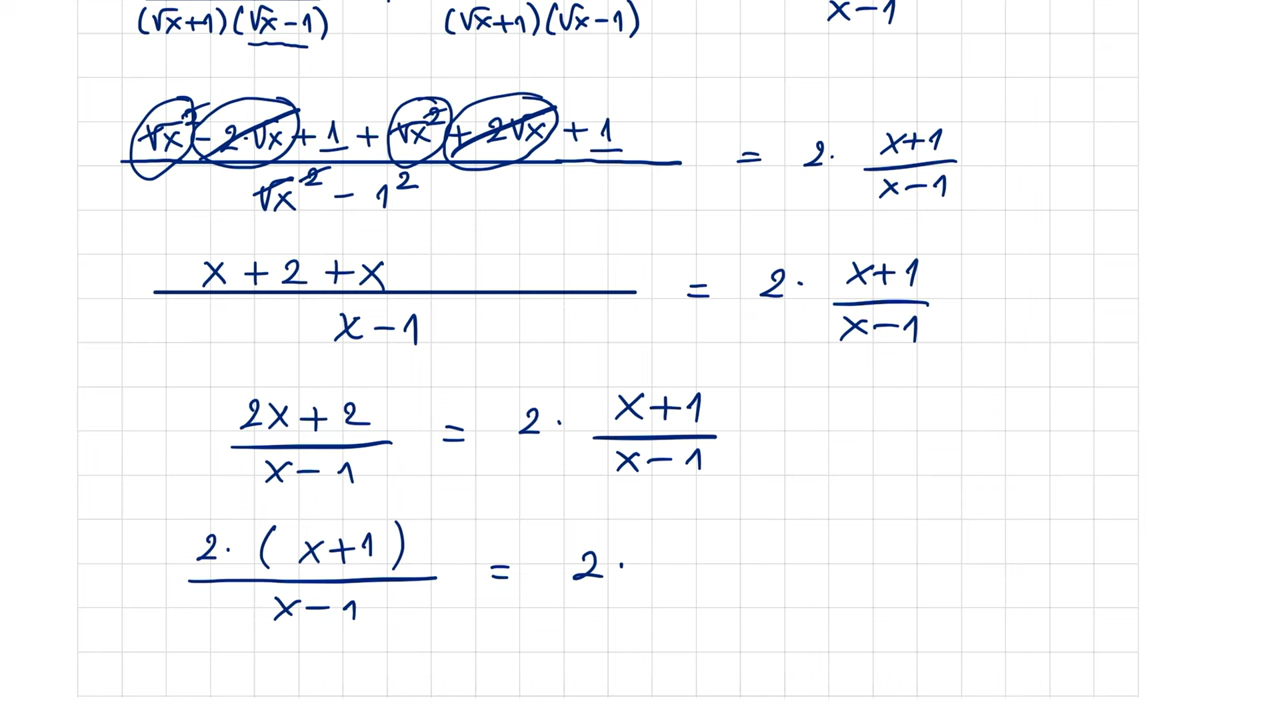 (√x+1)(√x-1) (√x+1)(√x-1) x-1
√x² - 2·√x + 1 + √x² + 2√x + 1 / √x² - 1² = 2· x+1 / x-1
x + 2 + x / x - 1 = 2· x+1 / x-1
2x + 2 / x - 1 = 2· x+1 / x-1
2· ( x+1 ) / x-1 = 2·